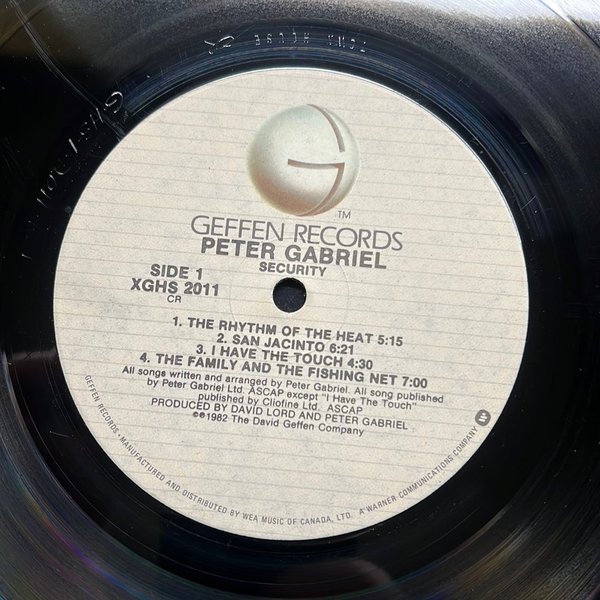 TM
GEFFEN RECORDS
PETER GABRIEL
SECURITY
SIDE 1
XGHS 2011
CR
1. THE RHYTHM OF THE HEAT 5:15
2. SAN JACINTO 6:21
3. I HAVE THE TOUCH 4:30
4. THE FAMILY AND THE FISHING NET 7:00
All songs written and arranged by Peter Gabriel. All song published
by Peter Gabriel Ltd. ASCAP except "I Have The Touch"
published by Cliofine Ltd. ASCAP
PRODUCED BY DAVID LORD AND PETER GABRIEL
©℗1982 The David Geffen Company
GEFFEN RECORDS • MANUFACTURED AND DISTRIBUTED BY WEA MUSIC OF CANADA, LTD. A WARNER COMMUNICATIONS COMPANY